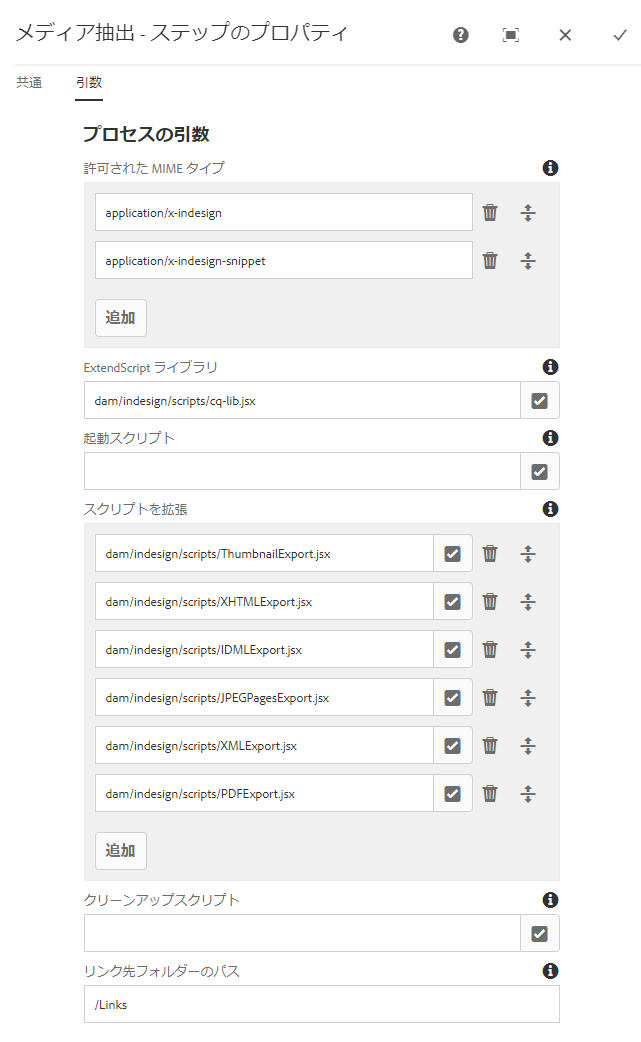 メディア抽出 - ステップのプロパティ
共通 引数
プロセスの引数
許可された MIME タイプ
application/x-indesign
application/x-indesign-snippet
追加
ExtendScript ライブラリ
dam/indesign/scripts/cq-lib.jsx
起動スクリプト
スクリプトを拡張
dam/indesign/scripts/ThumbnailExport.jsx
dam/indesign/scripts/XHTMLExport.jsx
dam/indesign/scripts/IDMLExport.jsx
dam/indesign/scripts/JPEGPagesExport.jsx
dam/indesign/scripts/XMLExport.jsx
dam/indesign/scripts/PDFExport.jsx
追加
クリーンアップスクリプト
リンク先フォルダーのパス
/Links